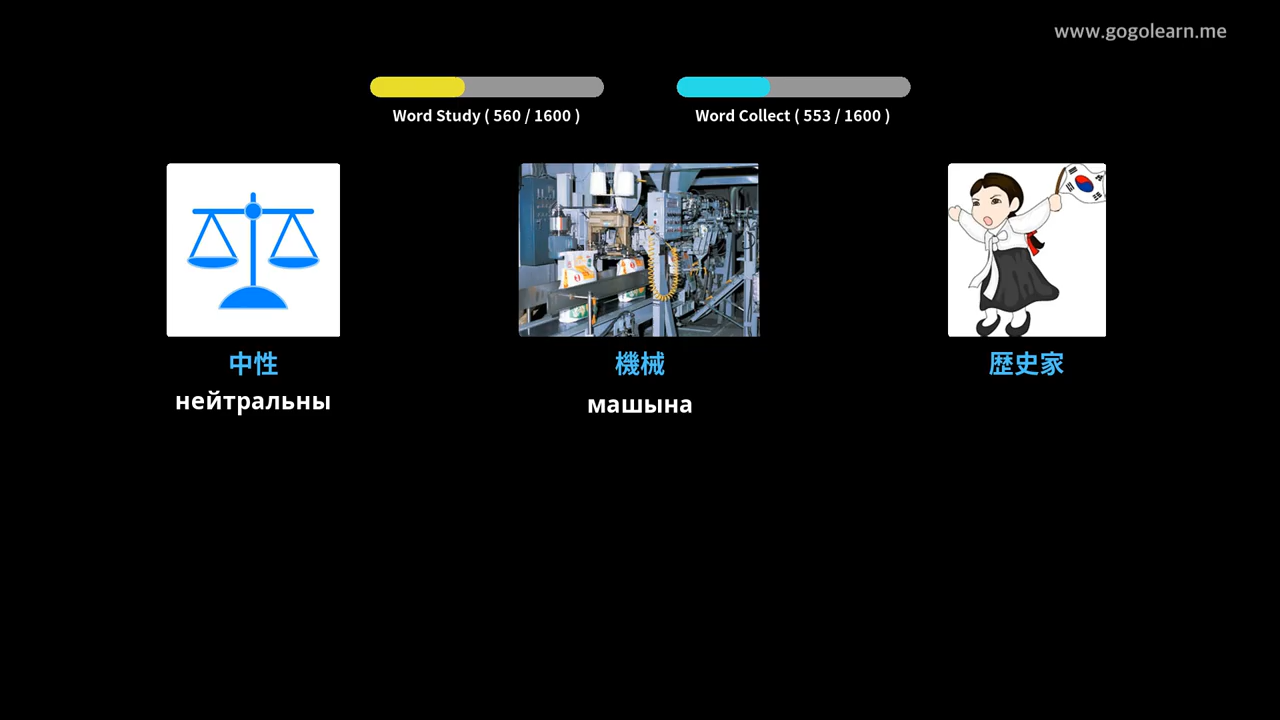 www.gogolearn.me
Word Study ( 560 / 1600 )
Word Collect ( 553 / 1600 )
中性
機械
歴史家
нейтральны
машына